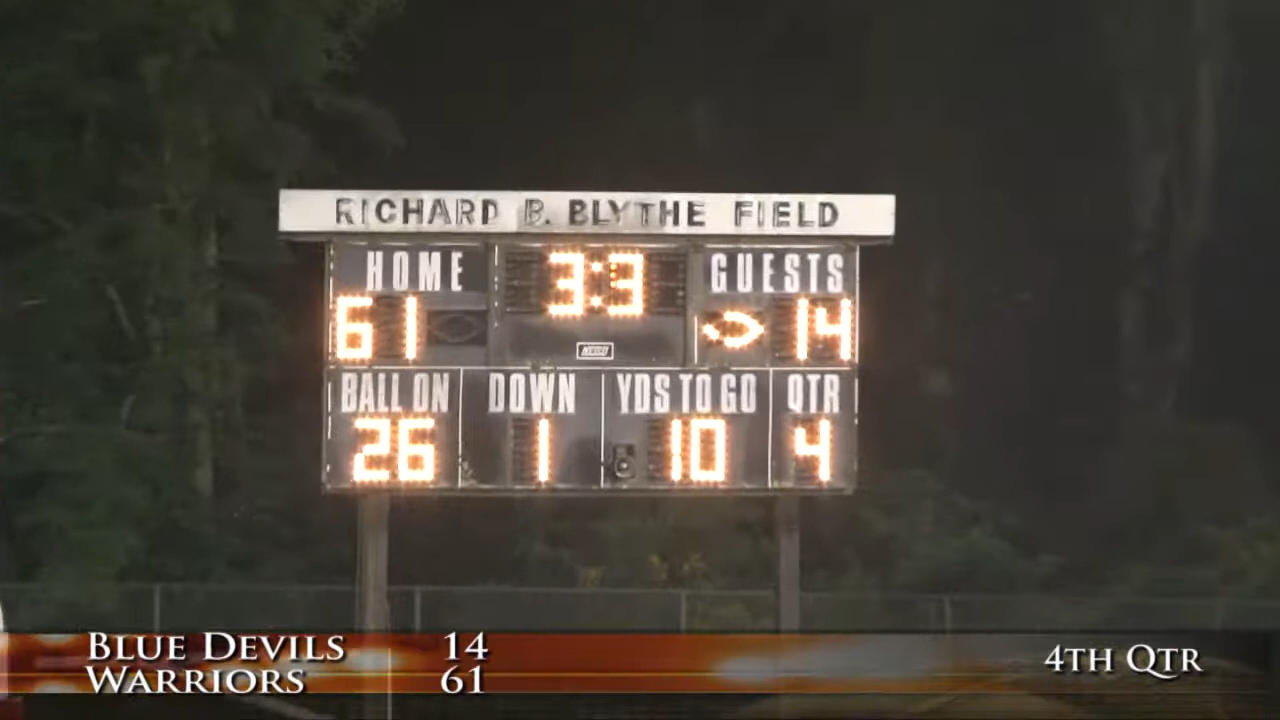 RICHARD B. BLYTHE FIELD
HOME 3:3 GUESTS
61 14
BALL ON DOWN YDS TO GO QTR
26 1 10 4
BLUE DEVILS 14
WARRIORS 61
4TH QTR